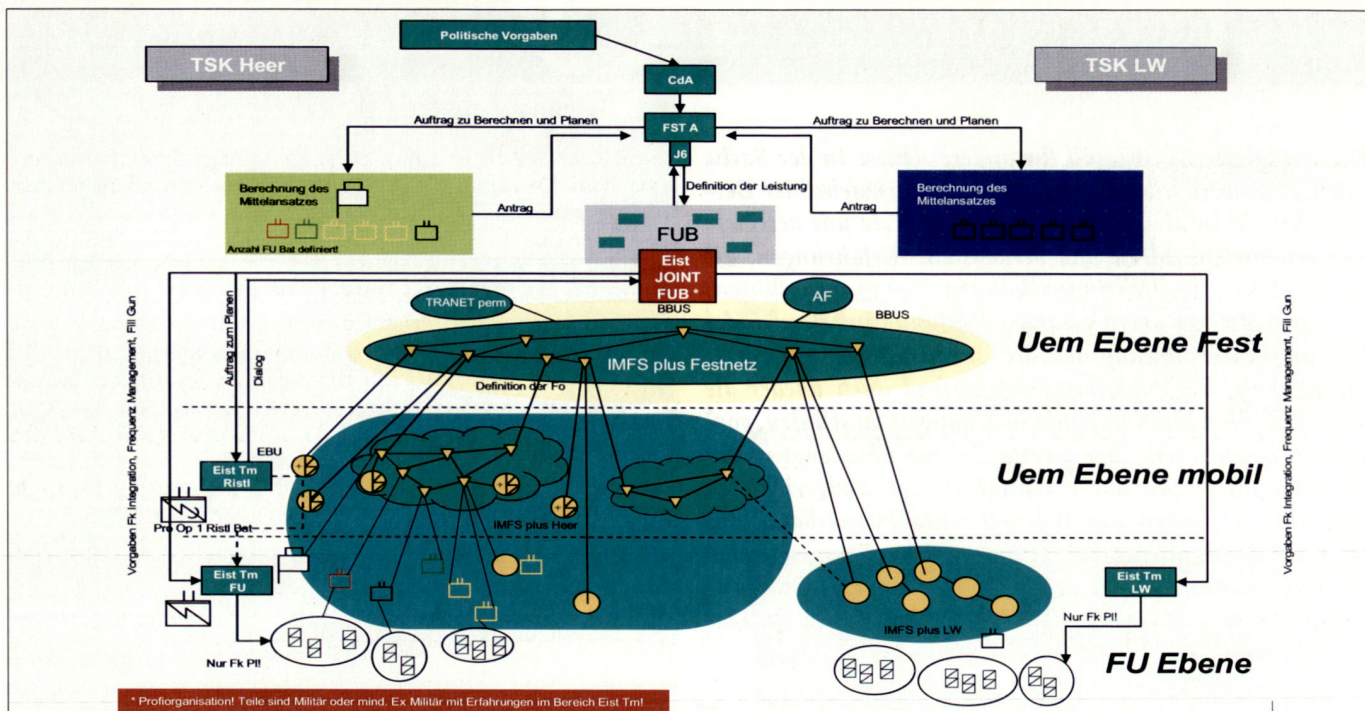 Politische Vorgaben
TSK Heer
TSK LW
CdA
Auftrag zu Berechnen und Planen
FST A
Auftrag zu Berechnen und Planen
J6
Definition der Leistung
Berechnung des
Mittelansatzes
Anzahl FU Bat definiert!
Antrag
Antrag
Berechnung des
Mittelansatzes
FUB
Eist
JOINT
FUB *
TRANET perm
BBUS
AF
BBUS
Uem Ebene Fest
IMFS plus Festnetz
Definition der Fo
Vorgaben Fk Integration, Frequenz Management, Fill Gun
Auftrag zum Planen
Dialog
Vorgaben Fk Integration, Frequenz Management, Fill Gun
EBU
Eist Tm
Ristl
Uem Ebene mobil
IMFS plus Heer
Pro Op 1 Ristl Bat
Eist Tm
FU
Eist Tm
LW
IMFS plus LW
Nur Fk Pl!
Nur Fk Pl!
FU Ebene
* Profiorganisation! Teile sind Militär oder mind. Ex Militär mit Erfahrungen im Bereich Eist Tm!